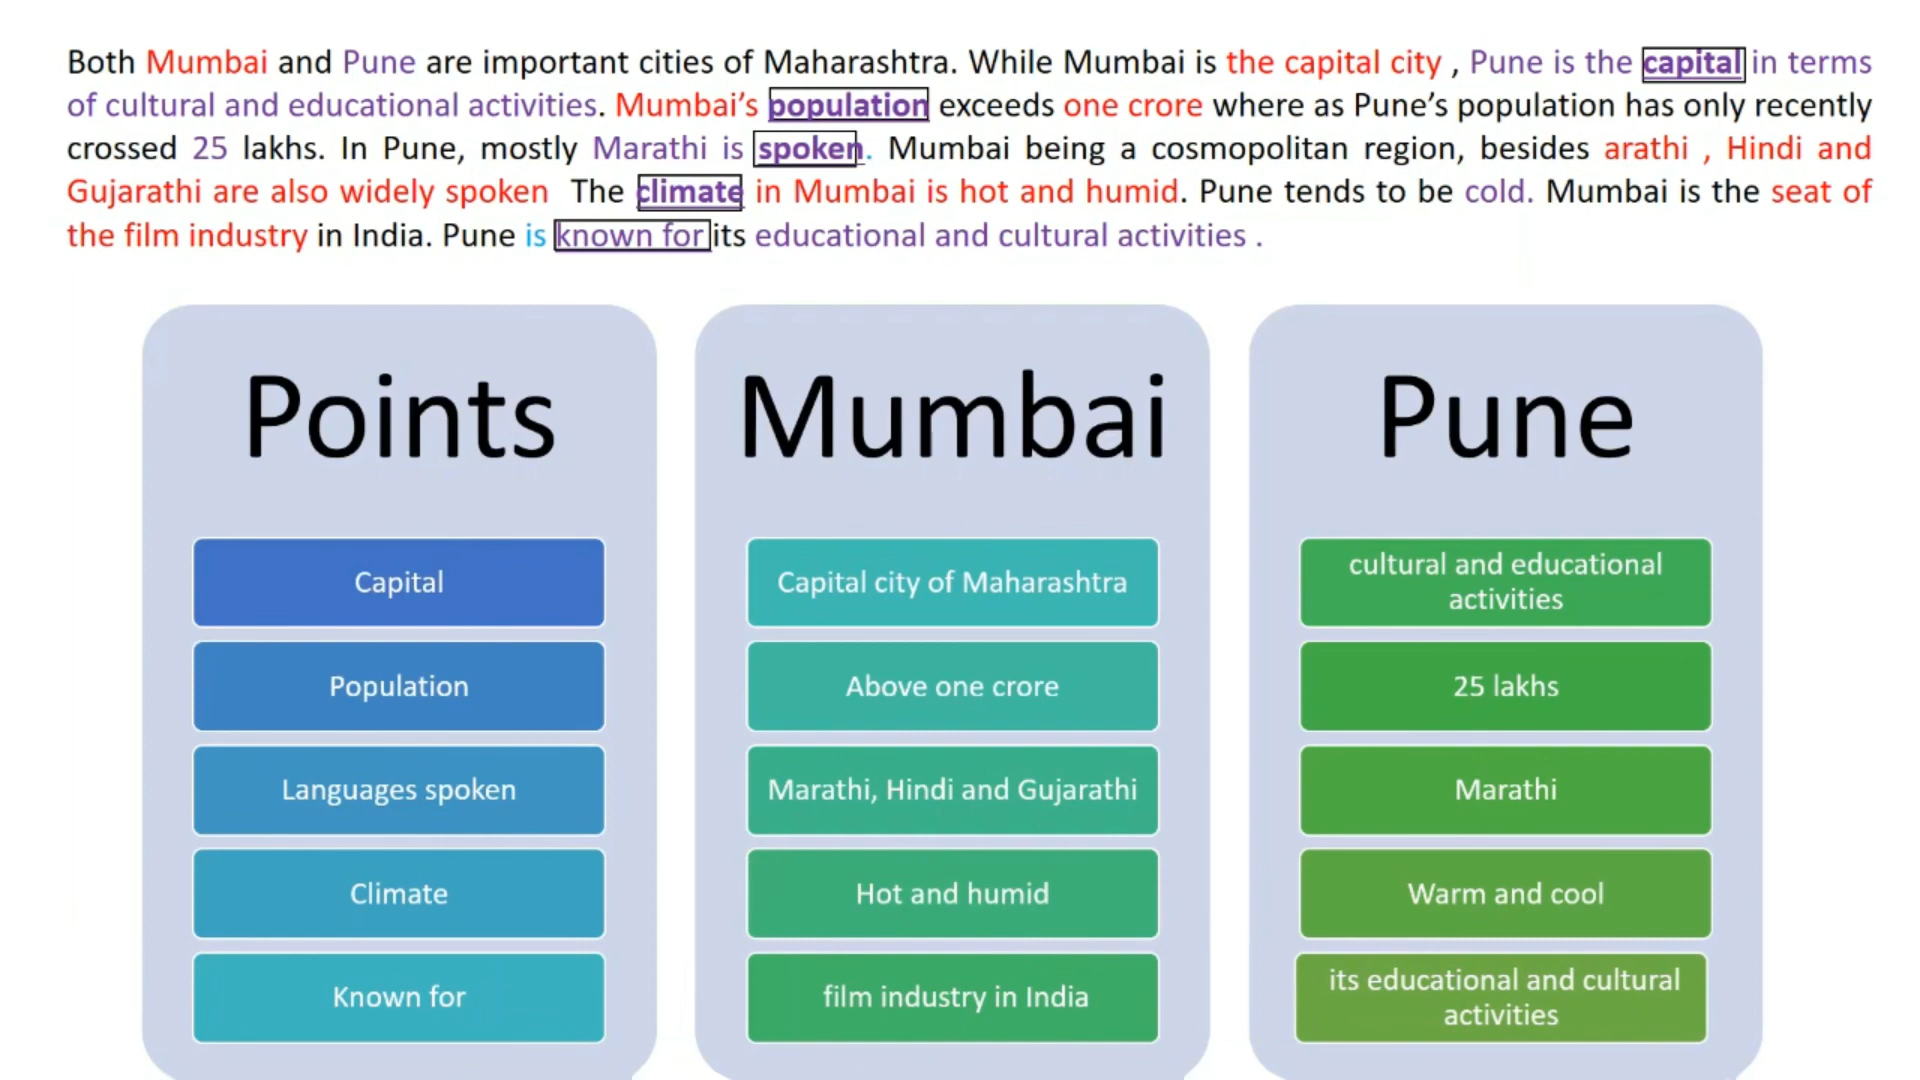 Both Mumbai and Pune are important cities of Maharashtra. While Mumbai is the capital city , Pune is the capital in terms
of cultural and educational activities. Mumbai’s population exceeds one crore where as Pune’s population has only recently
crossed 25 lakhs. In Pune, mostly Marathi is spoken. Mumbai being a cosmopolitan region, besides arathi , Hindi and
Gujarathi are also widely spoken The climate in Mumbai is hot and humid. Pune tends to be cold. Mumbai is the seat of
the film industry in India. Pune is known for its educational and cultural activities .
Points
Mumbai
Pune
Capital
Capital city of Maharashtra
cultural and educational
activities
Population
Above one crore
25 lakhs
Languages spoken
Marathi, Hindi and Gujarathi
Marathi
Climate
Hot and humid
Warm and cool
Known for
film industry in India
its educational and cultural
activities